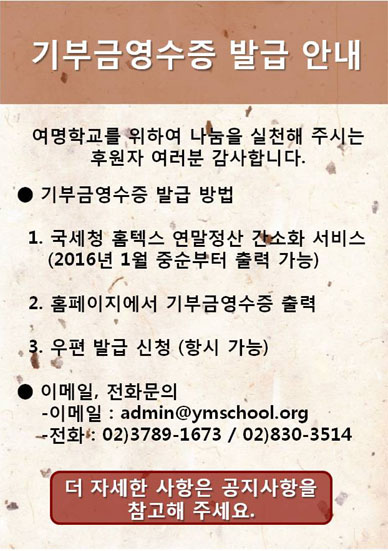 기부금영수증 발급 안내
여명학교를 위하여 나눔을 실천해 주시는
후원자 여러분 감사합니다.
● 기부금영수증 발급 방법
1. 국세청 홈텍스 연말정산 간소화 서비스
(2016년 1월 중순부터 출력 가능)
2. 홈페이지에서 기부금영수증 출력
3. 우편 발급 신청 (항시 가능)
● 이메일, 전화문의
-이메일 : admin@ymschool.org
-전화 : 02)3789-1673 / 02)830-3514
더 자세한 사항은 공지사항을
참고해 주세요.